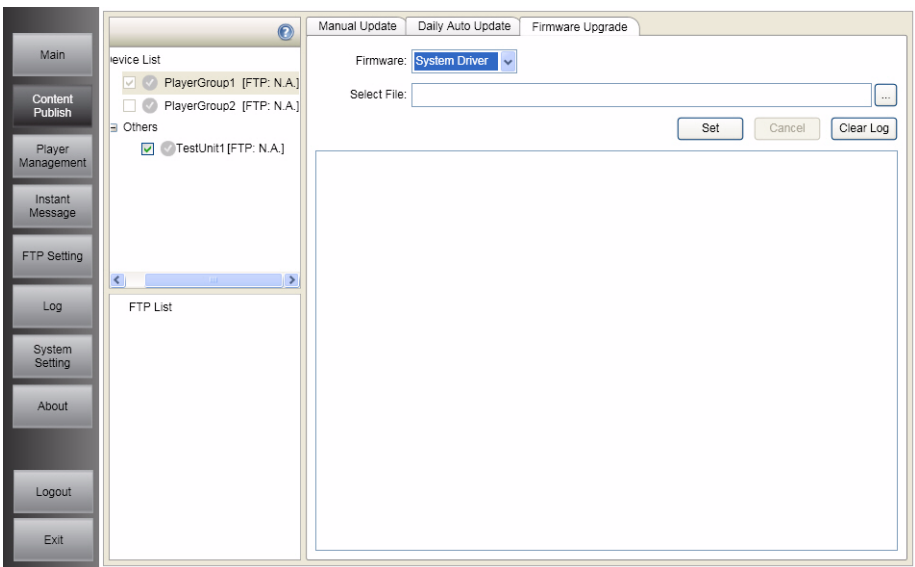 Main
Content
Publish
Player
Management
Instant
Message
FTP Setting
Log
System
Setting
About
Logout
Exit
?
evice List
PlayerGroup1 [FTP: N.A.]
PlayerGroup2 [FTP: N.A.]
Others
TestUnit1 [FTP: N.A.]
FTP List
Manual Update Daily Auto Update Firmware Upgrade
Firmware: System Driver
Select File: ...
Set Cancel Clear Log